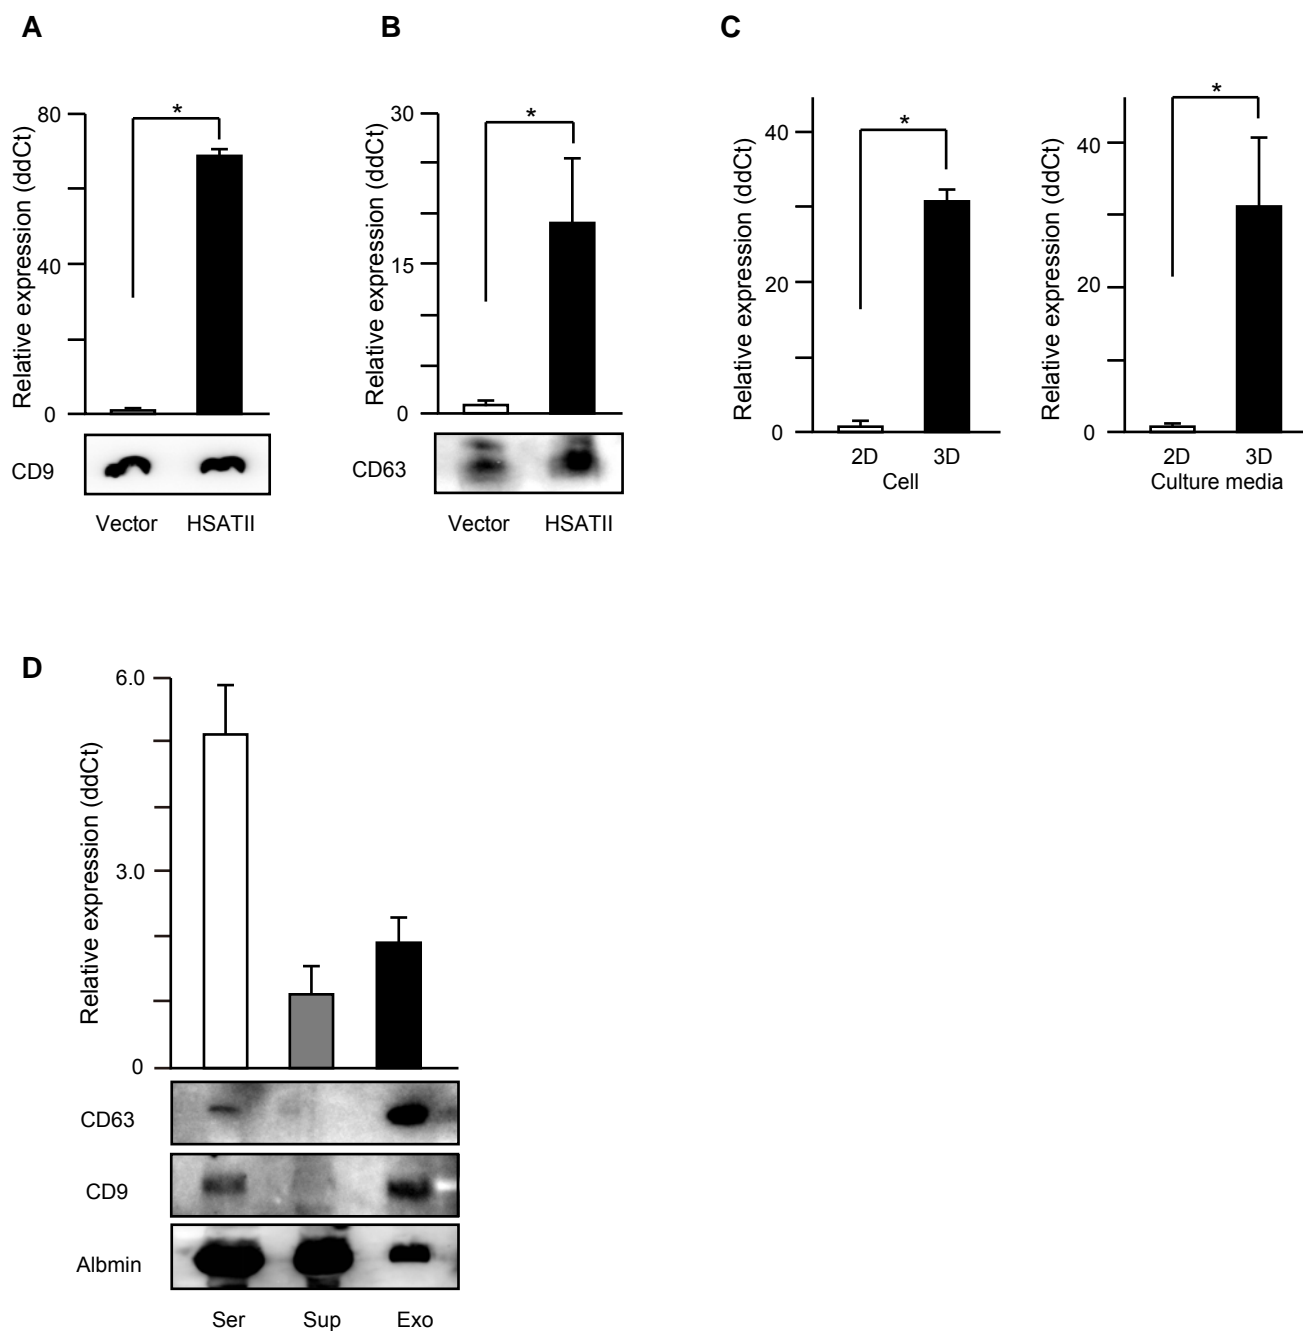 A
B
C
Relative expression (ddCt)
80
40
0
*
CD9
Vector HSATII
Relative expression (ddCt)
30
15
0
*
CD63
Vector HSATII
Relative expression (ddCt)
40
20
0
*
2D 3D
Cell
Relative expression (ddCt)
40
20
0
*
2D 3D
Culture media
D
Relative expression (ddCt)
6.0
3.0
0
CD63
CD9
Albmin
Ser Sup Exo